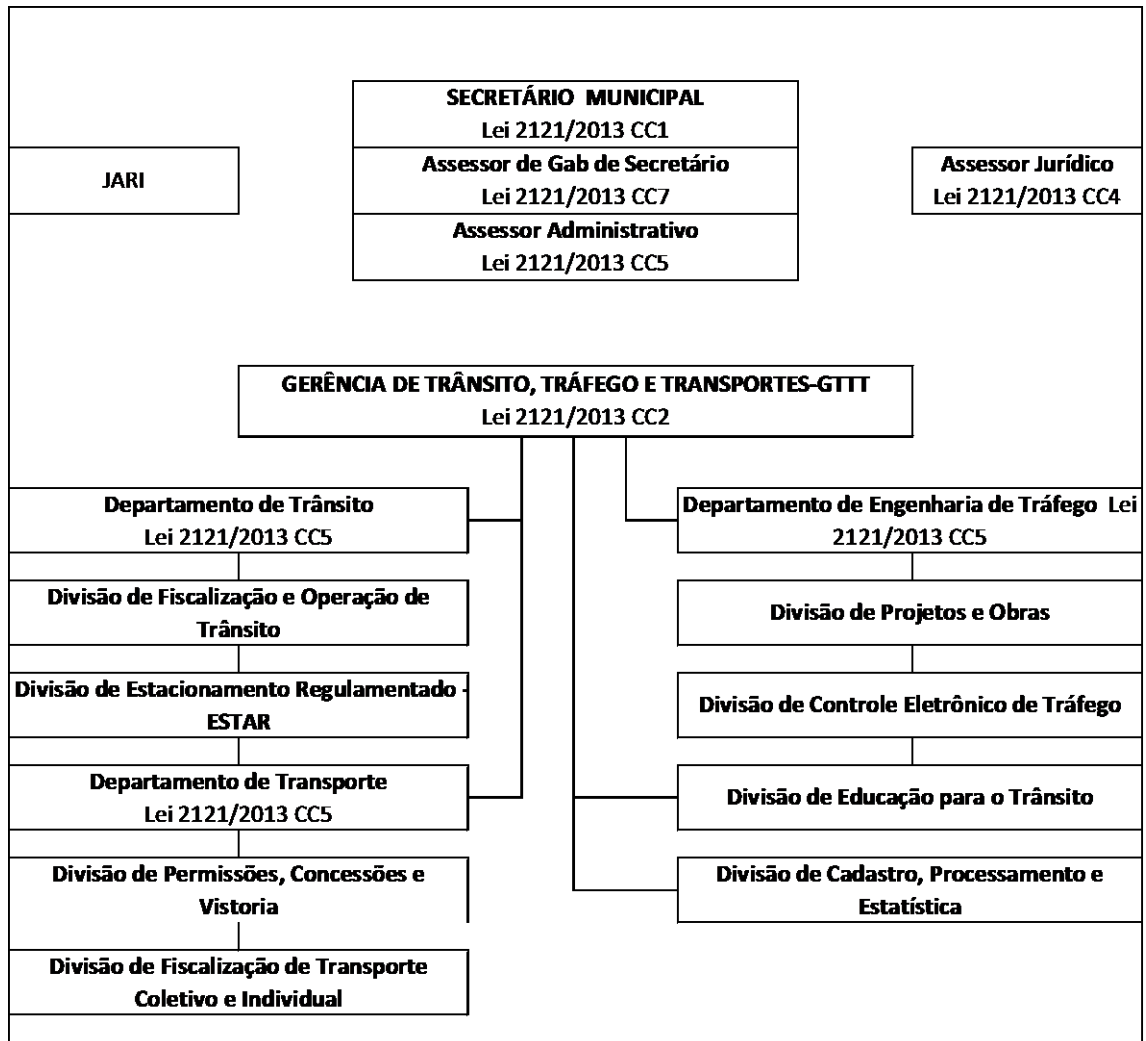 SECRETÁRIO MUNICIPAL
Lei 2121/2013 CC1
JARI
Assessor de Gab de Secretário
Lei 2121/2013 CC7
Assessor Jurídico
Lei 2121/2013 CC4
Assessor Administrativo
Lei 2121/2013 CC5
GERÊNCIA DE TRÂNSITO, TRÁFEGO E TRANSPORTES-GTTT
Lei 2121/2013 CC2
Departamento de Trânsito
Lei 2121/2013 CC5
Divisão de Fiscalização e Operação de
Trânsito
Divisão de Estacionamento Regulamentado -
ESTAR
Departamento de Transporte
Lei 2121/2013 CC5
Divisão de Permissões, Concessões e
Vistoria
Divisão de Fiscalização de Transporte
Coletivo e Individual
Departamento de Engenharia de Tráfego Lei
2121/2013 CC5
Divisão de Projetos e Obras
Divisão de Controle Eletrônico de Tráfego
Divisão de Educação para o Trânsito
Divisão de Cadastro, Processamento e
Estatística